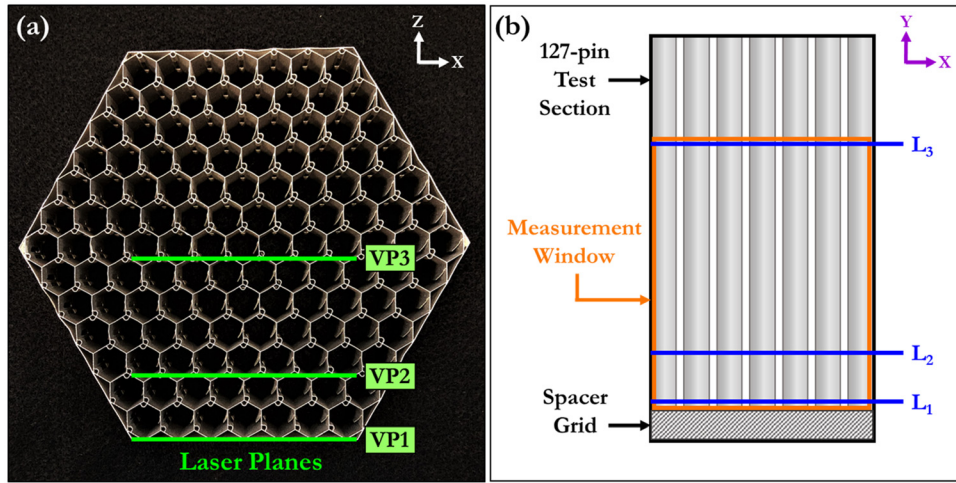 (a)
Z
X
VP3
VP2
VP1
Laser Planes
(b)
Y
X
127-pin
Test
Section
L3
Measurement
Window
L2
Spacer
Grid
L1